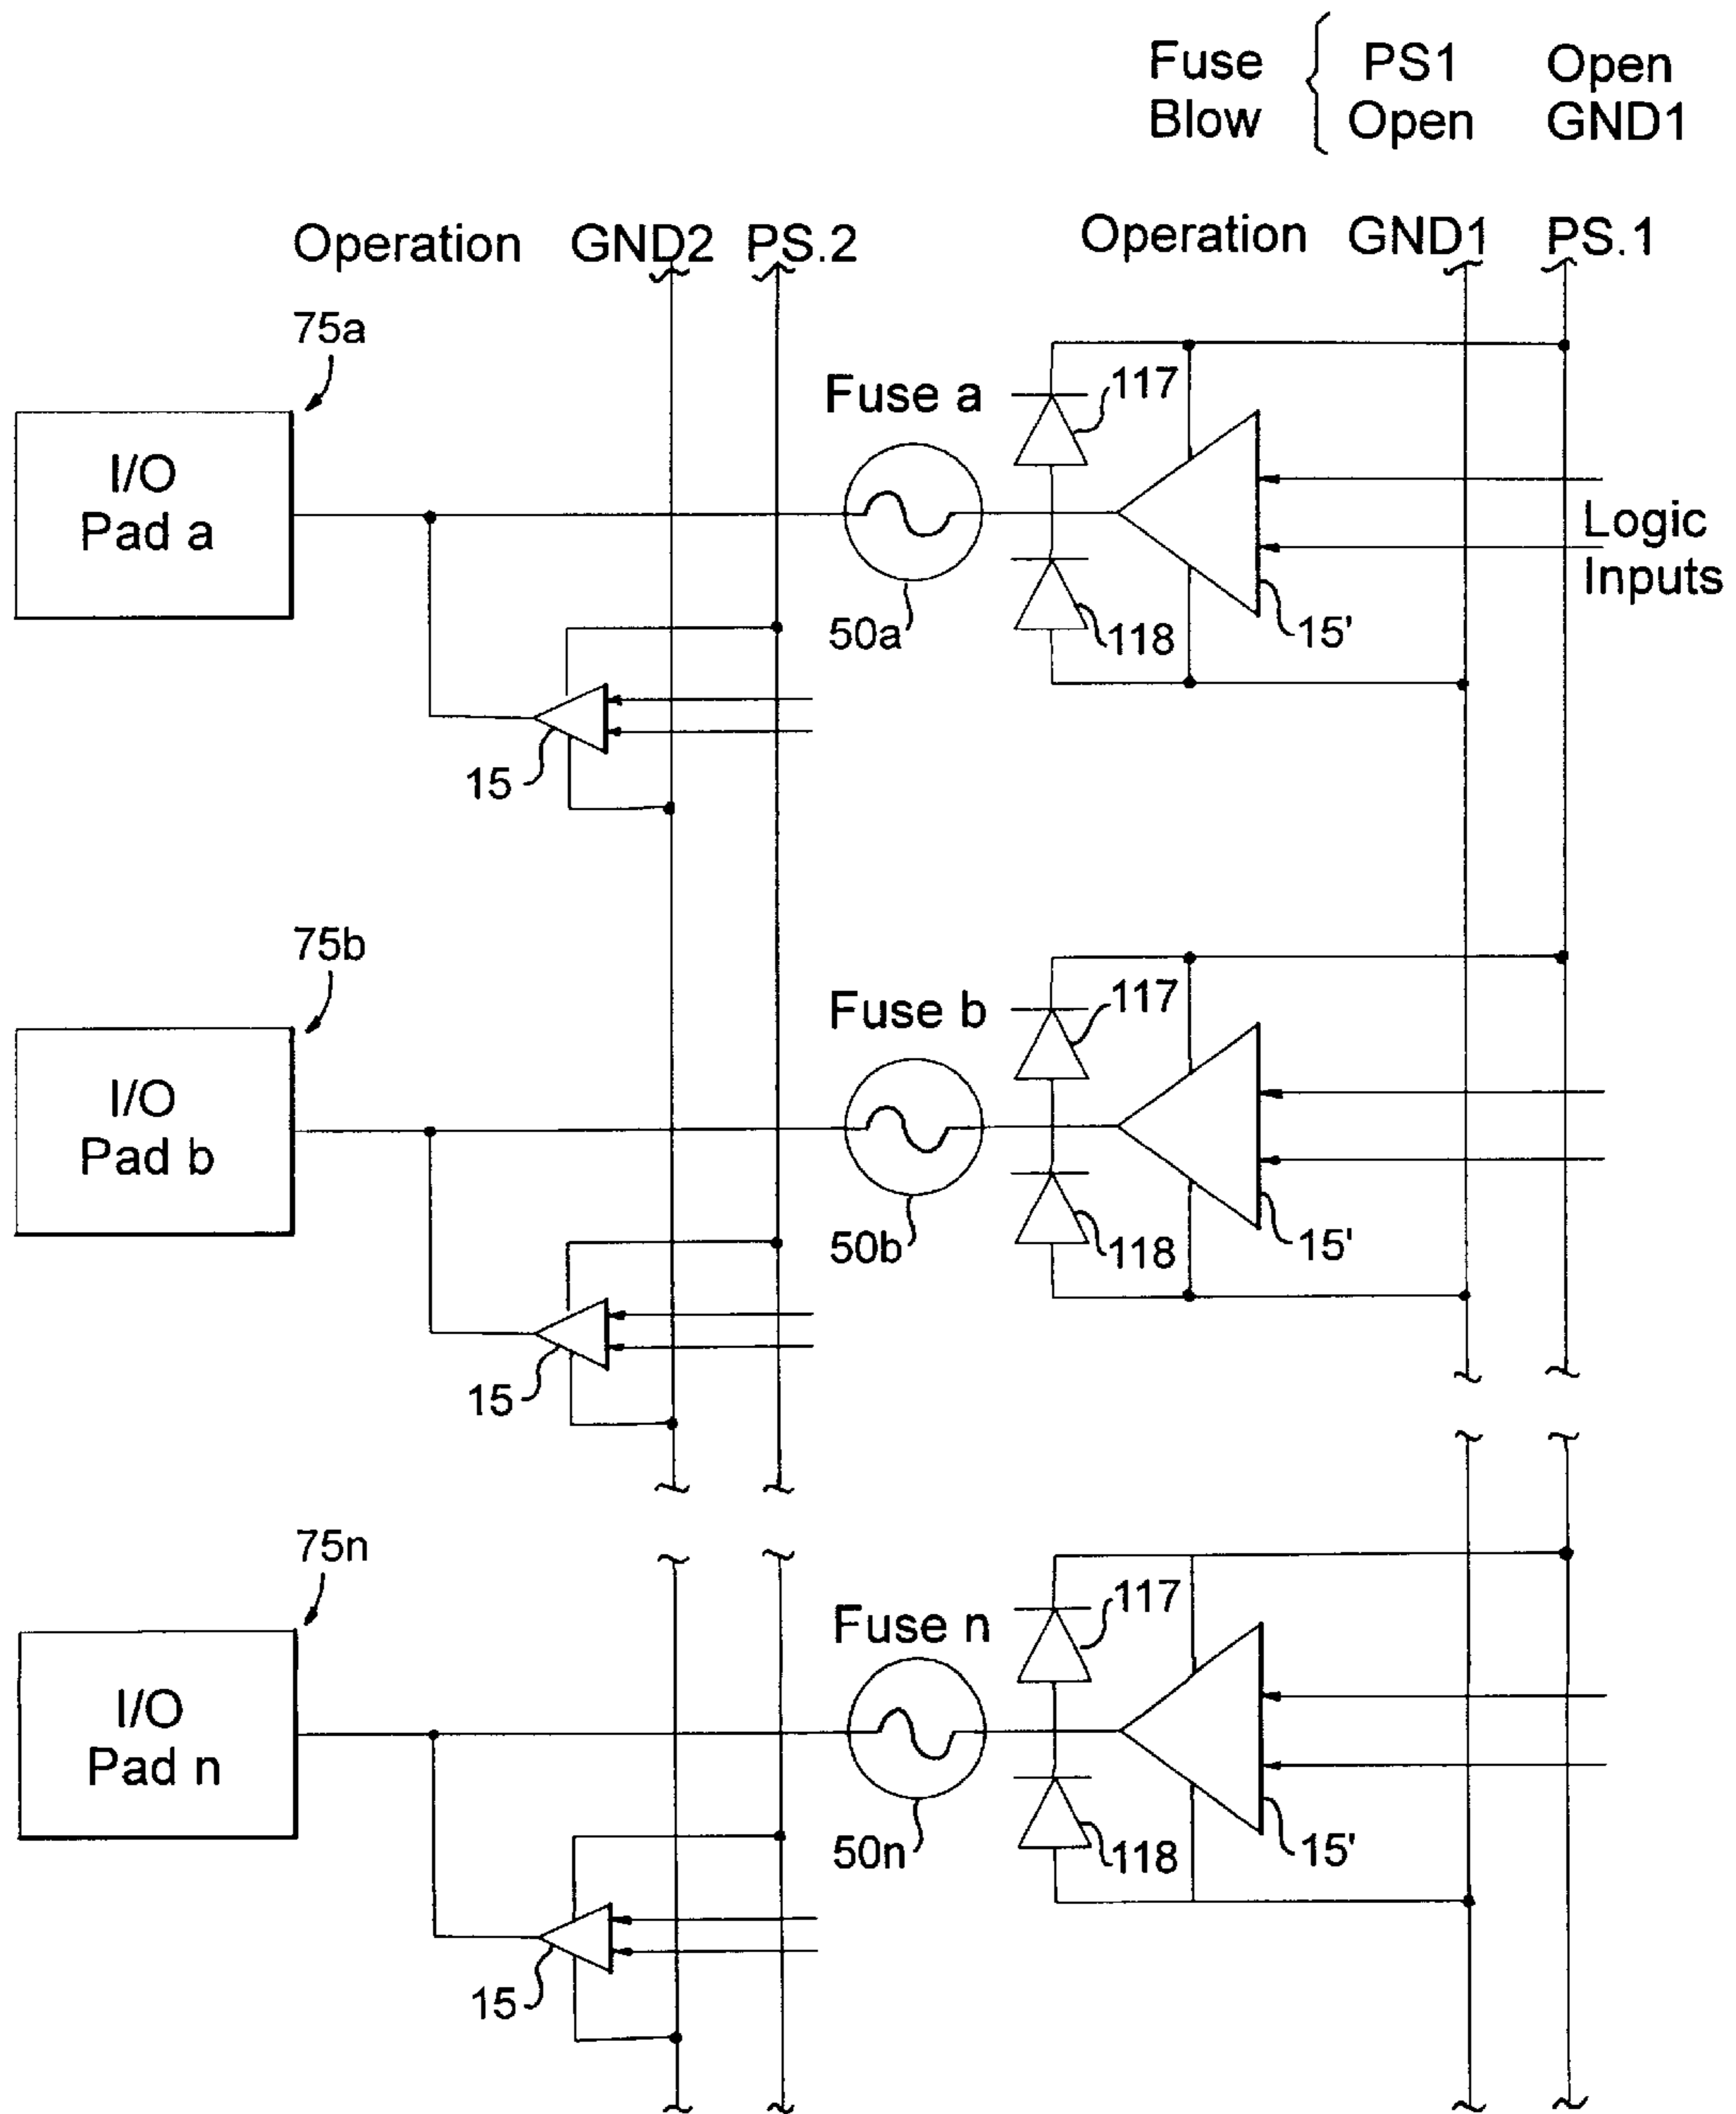 Fuse PS1 Open
Blow Open GND1
Operation GND2 PS.2 Operation GND1 PS.1
75a
117
Fuse a
I/O
Pad a
Logic
Inputs
50a
118
15'
15
75b
117
Fuse b
I/O
Pad b
50b
118
15'
15
75n
117
Fuse n
I/O
Pad n
50n
118
15'
15